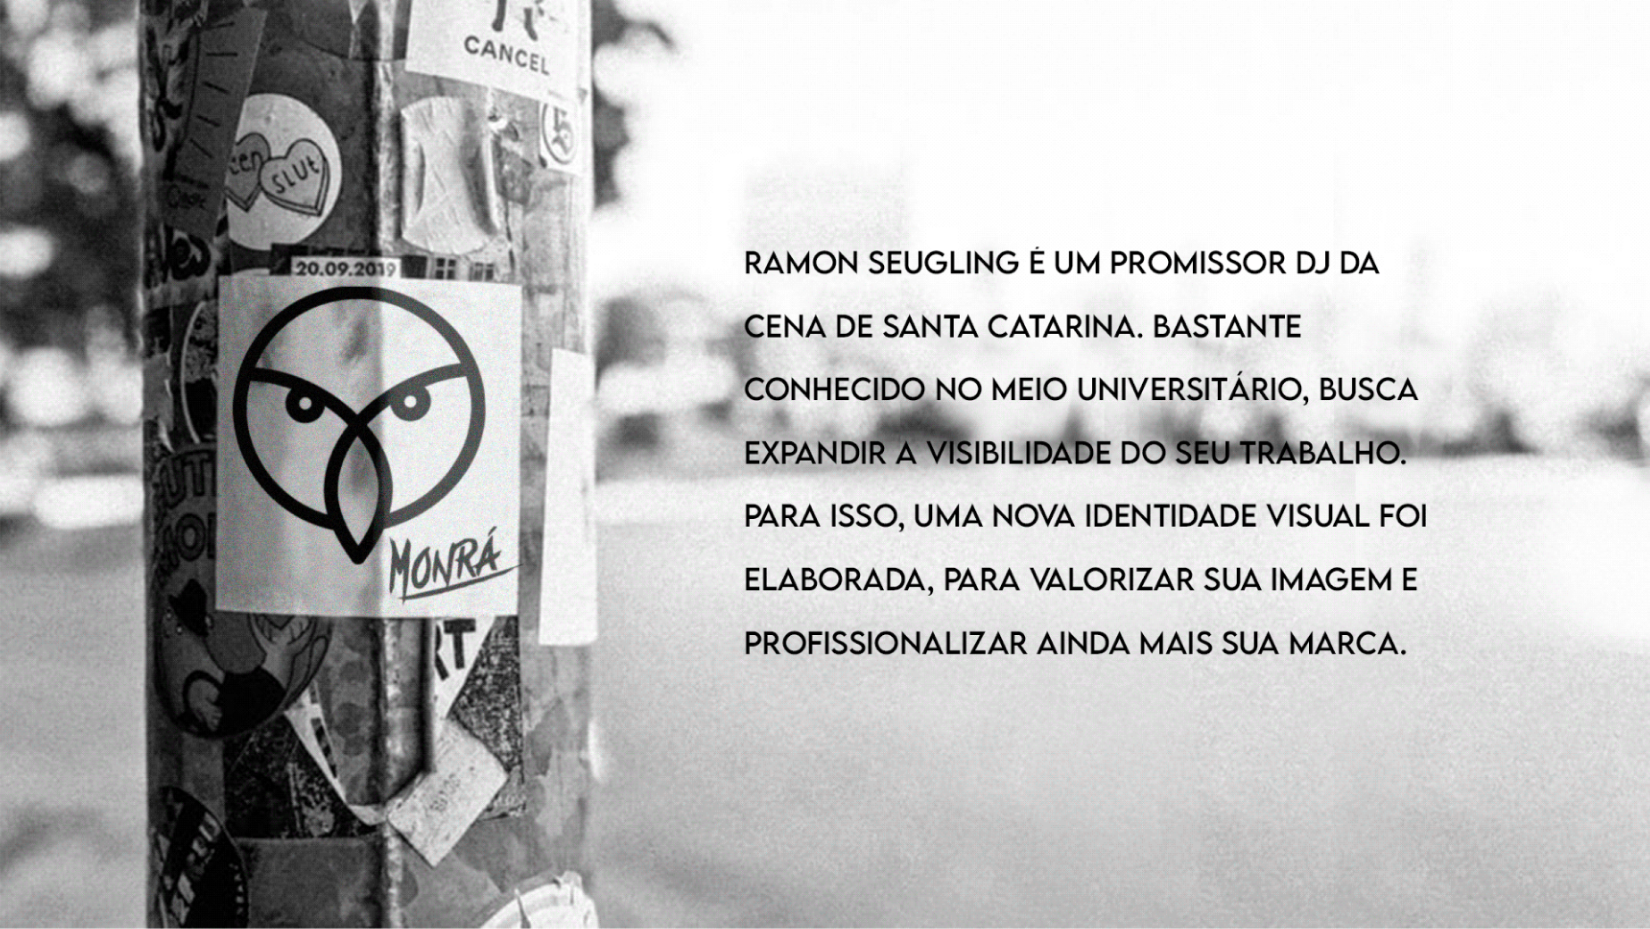 CANCEL
SLUT
20.09.2019
MONRÁ
RAMON SEUGLING É UM PROMISSOR DJ DA
CENA DE SANTA CATARINA. BASTANTE
CONHECIDO NO MEIO UNIVERSITÁRIO, BUSCA
EXPANDIR A VISIBILIDADE DO SEU TRABALHO.
PARA ISSO, UMA NOVA IDENTIDADE VISUAL FOI
ELABORADA, PARA VALORIZAR SUA IMAGEM E
PROFISSIONALIZAR AINDA MAIS SUA MARCA.